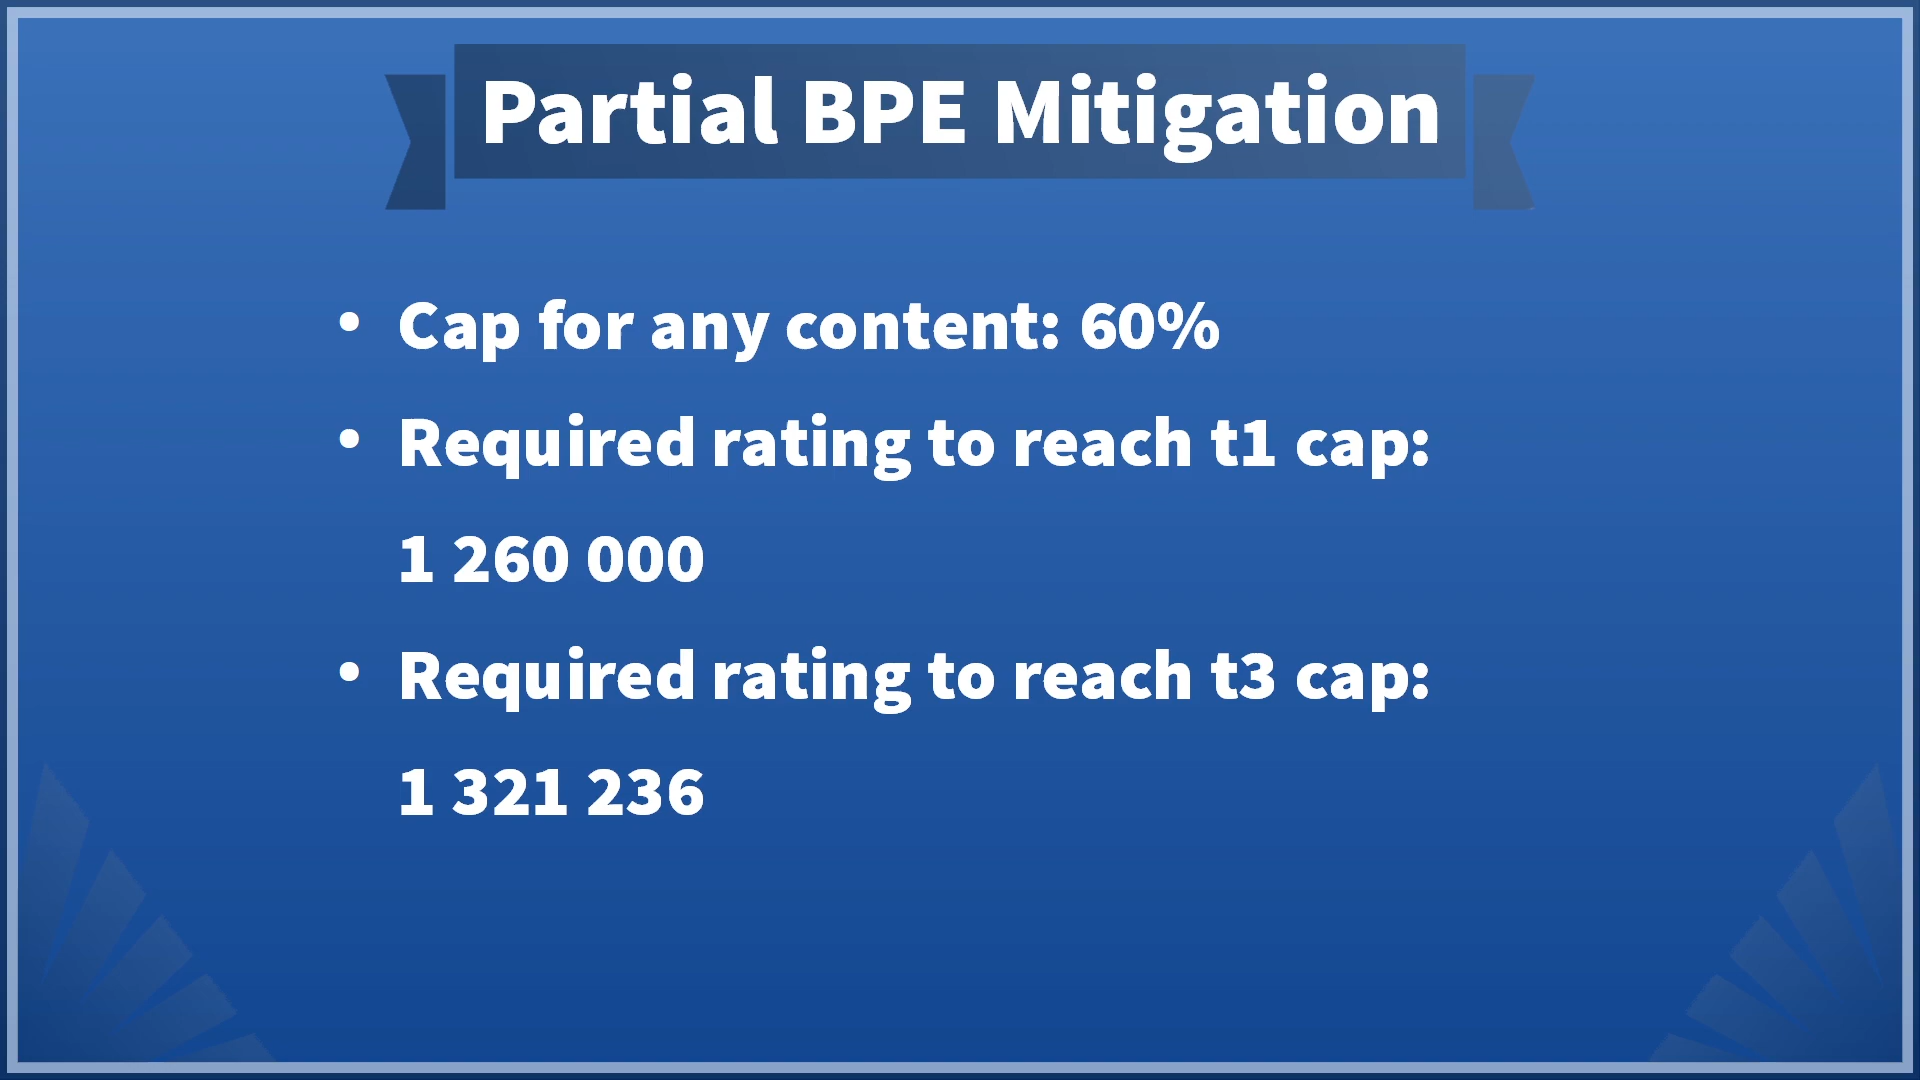 Partial BPE Mitigation
• Cap for any content: 60%
• Required rating to reach t1 cap:
1 260 000
• Required rating to reach t3 cap:
1 321 236